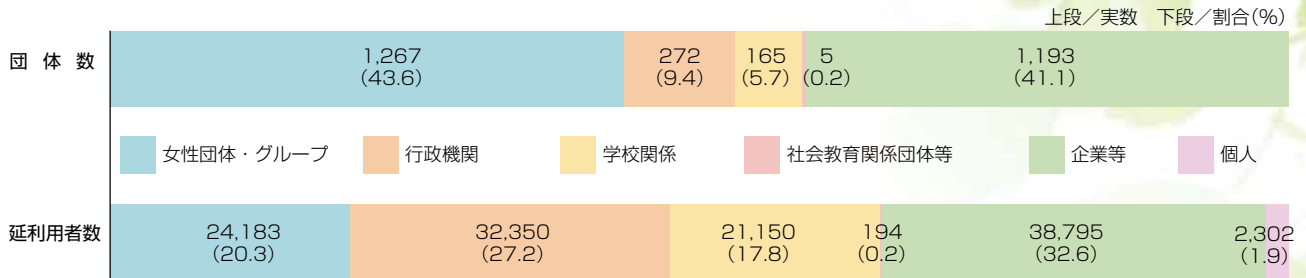 上段／実数　下段／割合(%)
団体数
1,267 272 165 5 1,193
(43.6) (9.4) (5.7) (0.2) (41.1)
女性団体・グループ 行政機関 学校関係 社会教育関係団体等 企業等 個人
延利用者数
24,183 32,350 21,150 194 38,795 2,302
(20.3) (27.2) (17.8) (0.2) (32.6) (1.9)